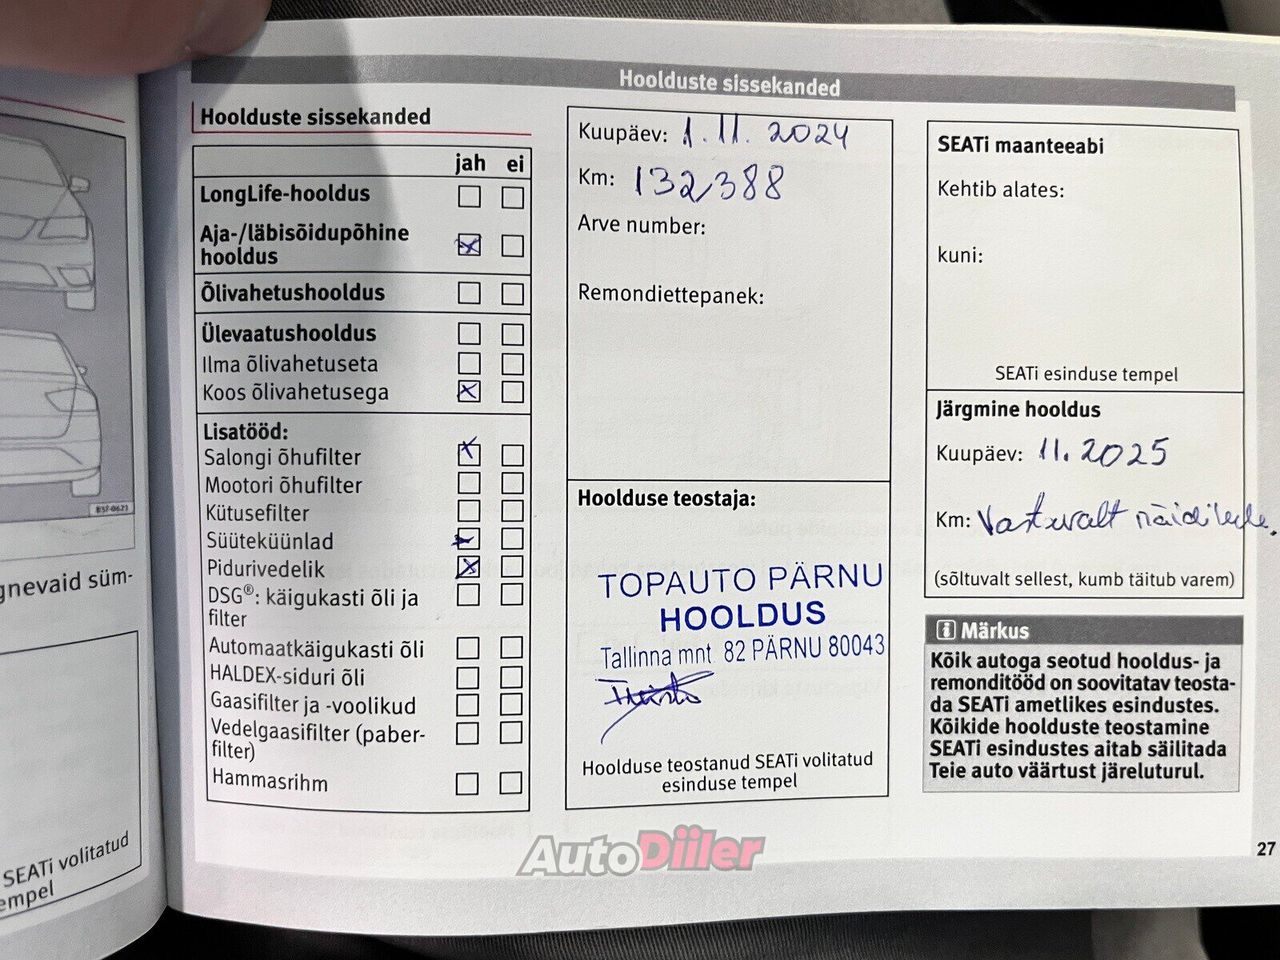 Hoolduste sissekanded
Hoolduste sissekanded
jah ei
LongLife-hooldus
Aja-/läbisõidupõhine
hooldus
Õlivahetushooldus
Ülevaatushooldus
Ilma õlivahetuseta
Koos õlivahetusega
Lisatööd:
Salongi õhufilter
Mootori õhufilter
Kütusefilter
Süüteküünlad
Pidurivedelik
DSG®: käigukasti õli ja
filter
Automaatkäigukasti õli
HALDEX-siduri õli
Gaasifilter ja -voolikud
Vedelgaasifilter (paber-
filter)
Hammasrihm
Kuupäev: 1.11.2024
Km: 132388
Arve number:
Remondiettepanek:
Hoolduse teostaja:
TOPAUTO PÄRNU
HOOLDUS
Tallinna mnt. 82 PÄRNU 80043
Hoolduse teostanud SEATi volitatud
esinduse tempel
SEATi maanteeabi
Kehtib alates:
kuni:
SEATi esinduse tempel
Järgmine hooldus
Kuupäev: 11.2025
Km: Vastavalt näidikule.
(sõltuvalt sellest, kumb täitub varem)
i Märkus
Kõik autoga seotud hooldus- ja
remonditööd on soovitatav teosta-
da SEATi ametlikes esindustes.
Kõikide hoolduste teostamine
SEATi esindustes aitab säilitada
Teie auto väärtust järeluturul.
27
B5F-0621
gnevaid süm-
SEATi volitatud
empel
AutoDiiler